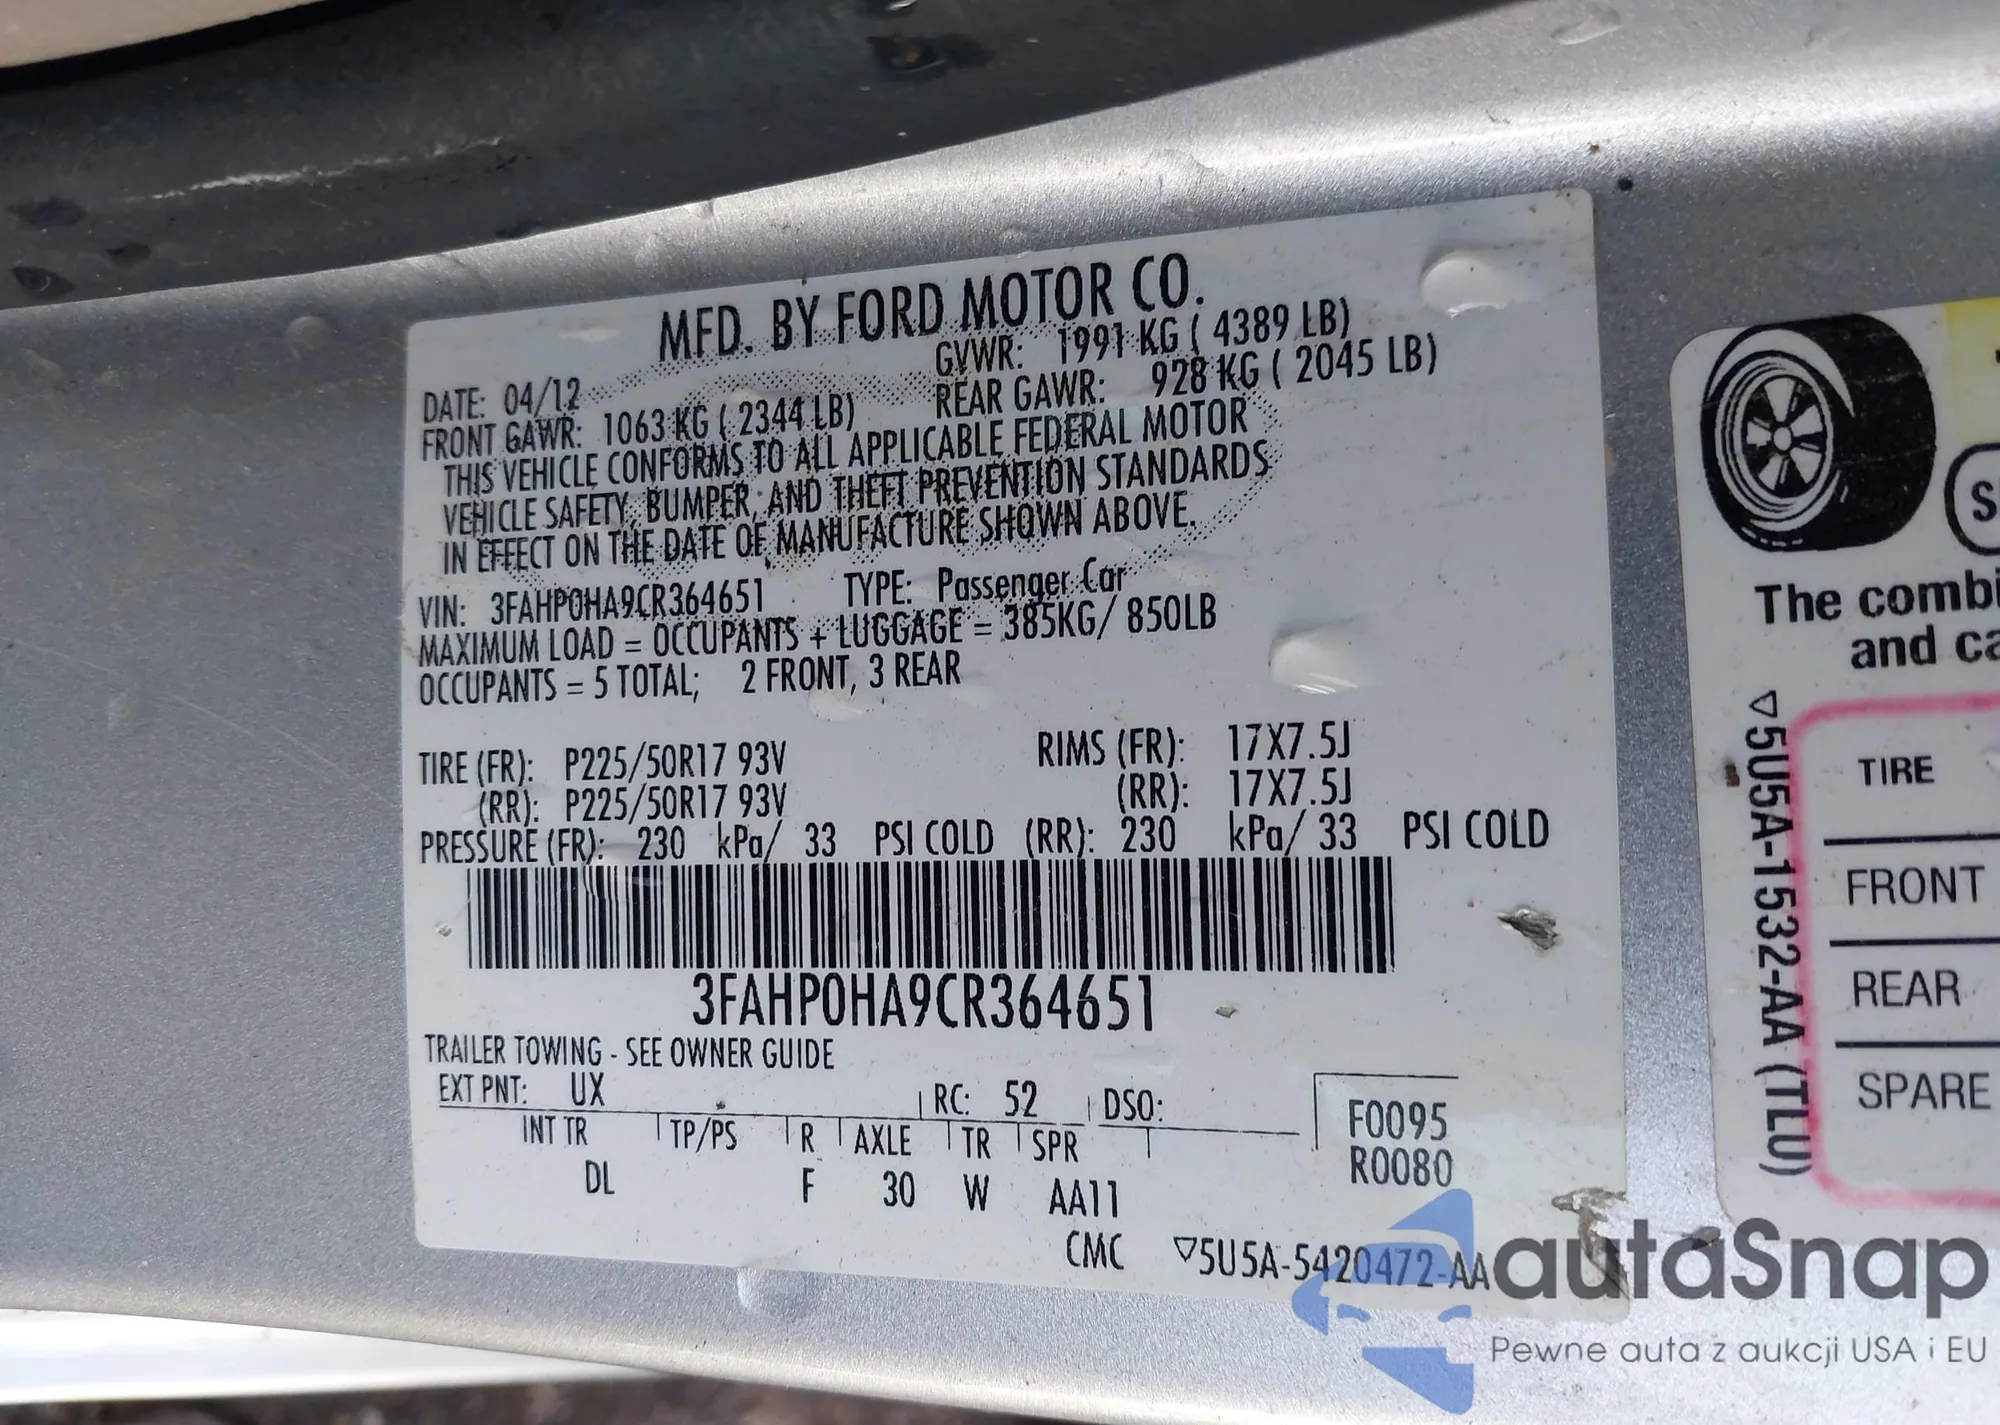 MFD. BY FORD MOTOR CO.
DATE: 04/12 GVWR: 1991 KG ( 4389 LB)
FRONT GAWR: 1063 KG ( 2344 LB) REAR GAWR: 928 KG ( 2045 LB)
THIS VEHICLE CONFORMS TO ALL APPLICABLE FEDERAL MOTOR
VEHICLE SAFETY, BUMPER, AND THEFT PREVENTION STANDARDS
IN EFFECT ON THE DATE OF MANUFACTURE SHOWN ABOVE.
VIN: 3FAHP0HA9CR364651 TYPE: Passenger Car
MAXIMUM LOAD = OCCUPANTS + LUGGAGE = 385KG/ 850LB
OCCUPANTS = 5 TOTAL; 2 FRONT, 3 REAR
TIRE (FR): P225/50R17 93V RIMS (FR): 17X7.5J
(RR): P225/50R17 93V (RR): 17X7.5J
PRESSURE (FR): 230 kPa/ 33 PSI COLD (RR): 230 kPa/ 33 PSI COLD
3FAHP0HA9CR364651
TRAILER TOWING - SEE OWNER GUIDE
EXT PNT: UX RC: 52 DSO:
INT TR TP/PS R AXLE TR SPR
DL F 30 W AA11
F0095
R0080
CMC ▽5U5A-5420472-AA
The combi
and ca
▽5U5A-1532-AA (TLU)
TIRE
FRONT
REAR
SPARE
autoSnap
Pewne auta z aukcji USA i EU